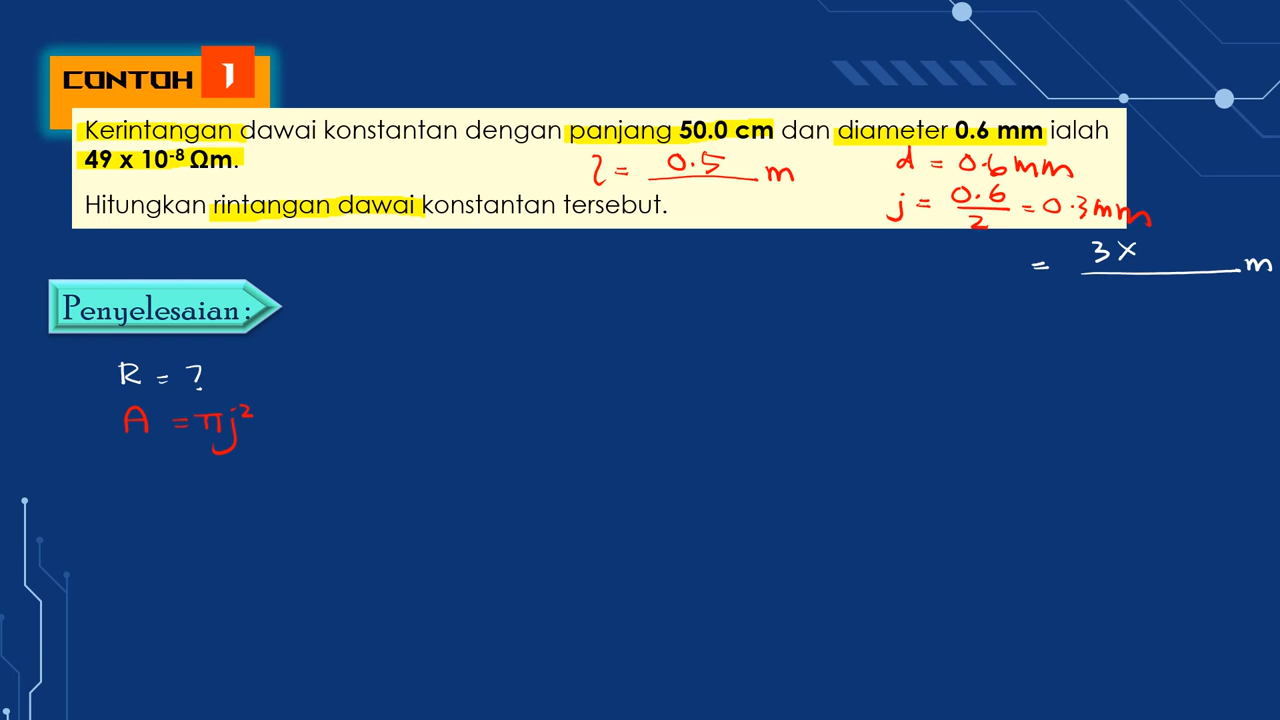 CONTOH 1
Kerintangan dawai konstantan dengan panjang 50.0 cm dan diameter 0.6 mm ialah
49 x 10⁻⁸ Ωm.
l = 0.5 m
d = 0.6 mm
Hitungkan rintangan dawai konstantan tersebut.
j = 0.6/2 = 0.3 mm
= 3 x m
Penyelesaian :
R = ?
A = πj²